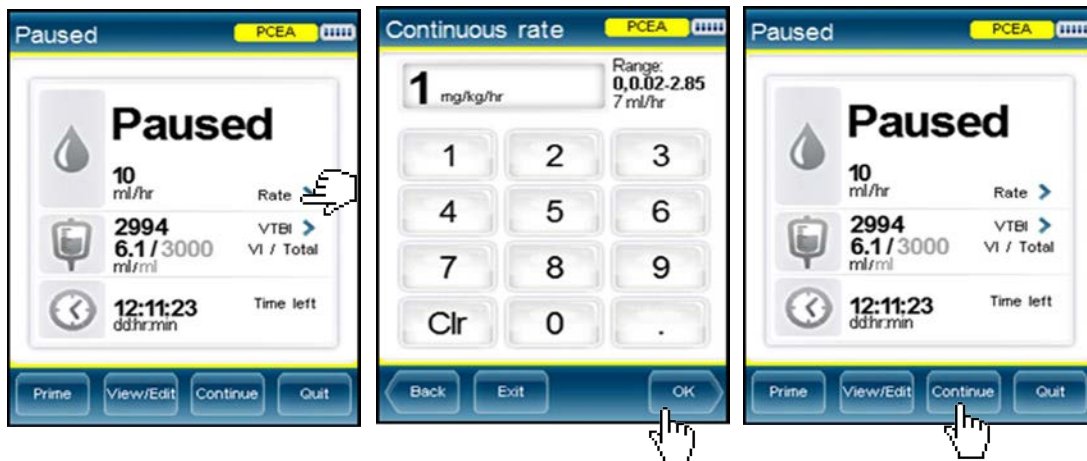 Paused PCEA
Paused
10
ml/hr Rate
2994 VTBI
6.1 / 3000 VI / Total
ml/ml
12:11:23 Time left
dd:hr:min
Prime View/Edit Continue Quit
Continuous rate PCEA
1 mg/kg/hr
Range:
0,0.02-2.85
7 ml/hr
1 2 3
4 5 6
7 8 9
Clr 0 .
Back Exit OK
Paused PCEA
Paused
10
ml/hr Rate
2994 VTBI
6.1 / 3000 VI / Total
ml/ml
12:11:23 Time left
dd:hr:min
Prime View/Edit Continue Quit